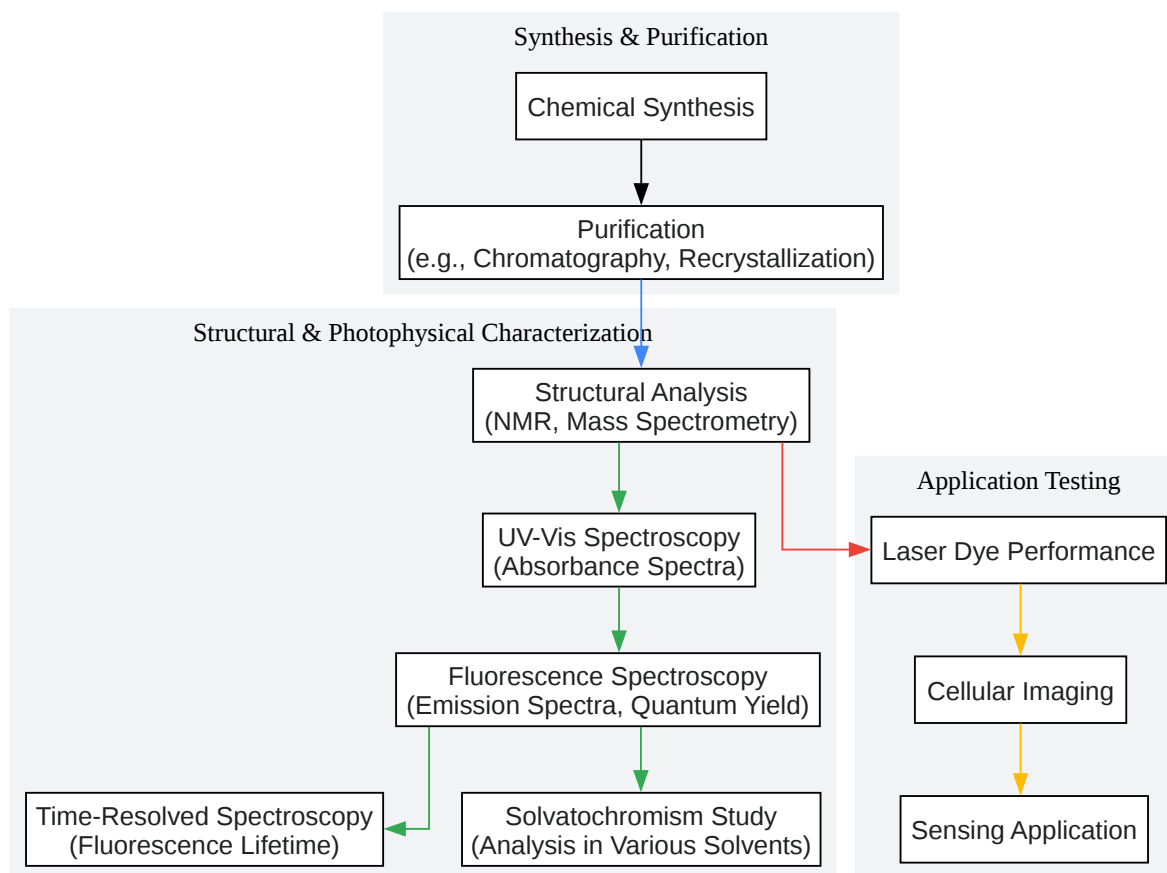 Synthesis & Purification
Chemical Synthesis
Purification
(e.g., Chromatography, Recrystallization)
Structural & Photophysical Characterization
Structural Analysis
(NMR, Mass Spectrometry)
UV-Vis Spectroscopy
(Absorbance Spectra)
Fluorescence Spectroscopy
(Emission Spectra, Quantum Yield)
Time-Resolved Spectroscopy
(Fluorescence Lifetime)
Solvatochromism Study
(Analysis in Various Solvents)
Application Testing
Laser Dye Performance
Cellular Imaging
Sensing Application